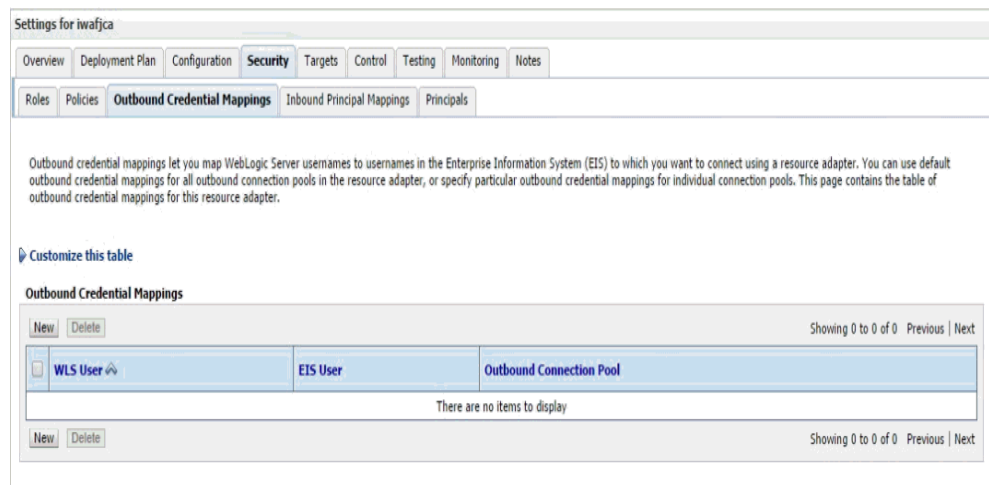 Settings for iwafjca
Overview Deployment Plan Configuration Security Targets Control Testing Monitoring Notes
Roles Policies Outbound Credential Mappings Inbound Principal Mappings Principals
Outbound credential mappings let you map WebLogic Server usernames to usernames in the Enterprise Information System (EIS) to which you want to connect using a resource adapter. You can use default
outbound credential mappings for all outbound connection pools in the resource adapter, or specify particular outbound credential mappings for individual connection pools. This page contains the table of
outbound credential mappings for this resource adapter.
Customize this table
Outbound Credential Mappings
New Delete Showing 0 to 0 of 0 Previous | Next
WLS User EIS User Outbound Connection Pool
There are no items to display
New Delete Showing 0 to 0 of 0 Previous | Next